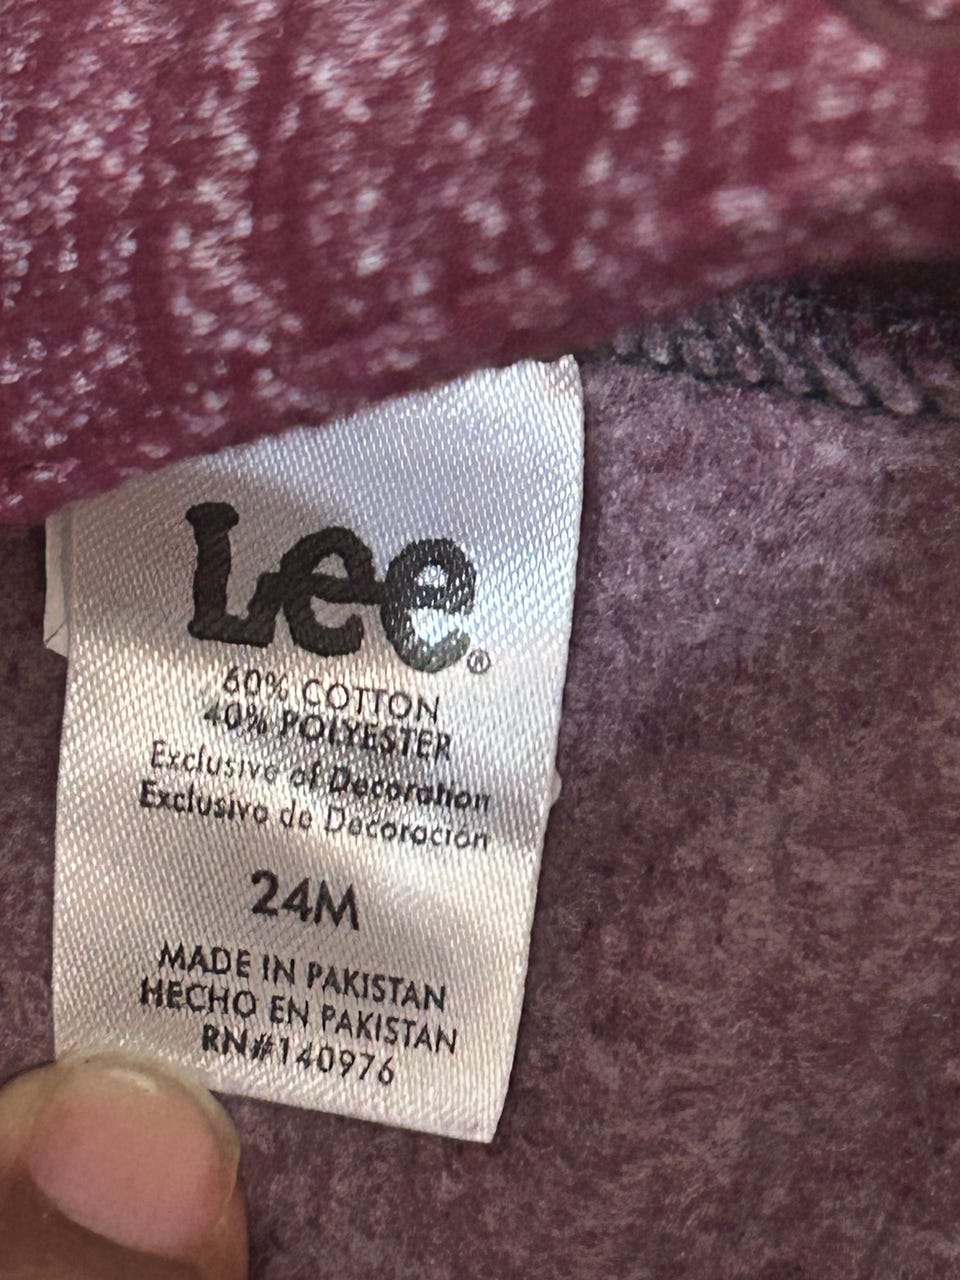 Lee®
60% COTTON
40% POLYESTER
Exclusive of Decoration
Exclusivo de Decoración
24M
MADE IN PAKISTAN
HECHO EN PAKISTAN
RN#140976